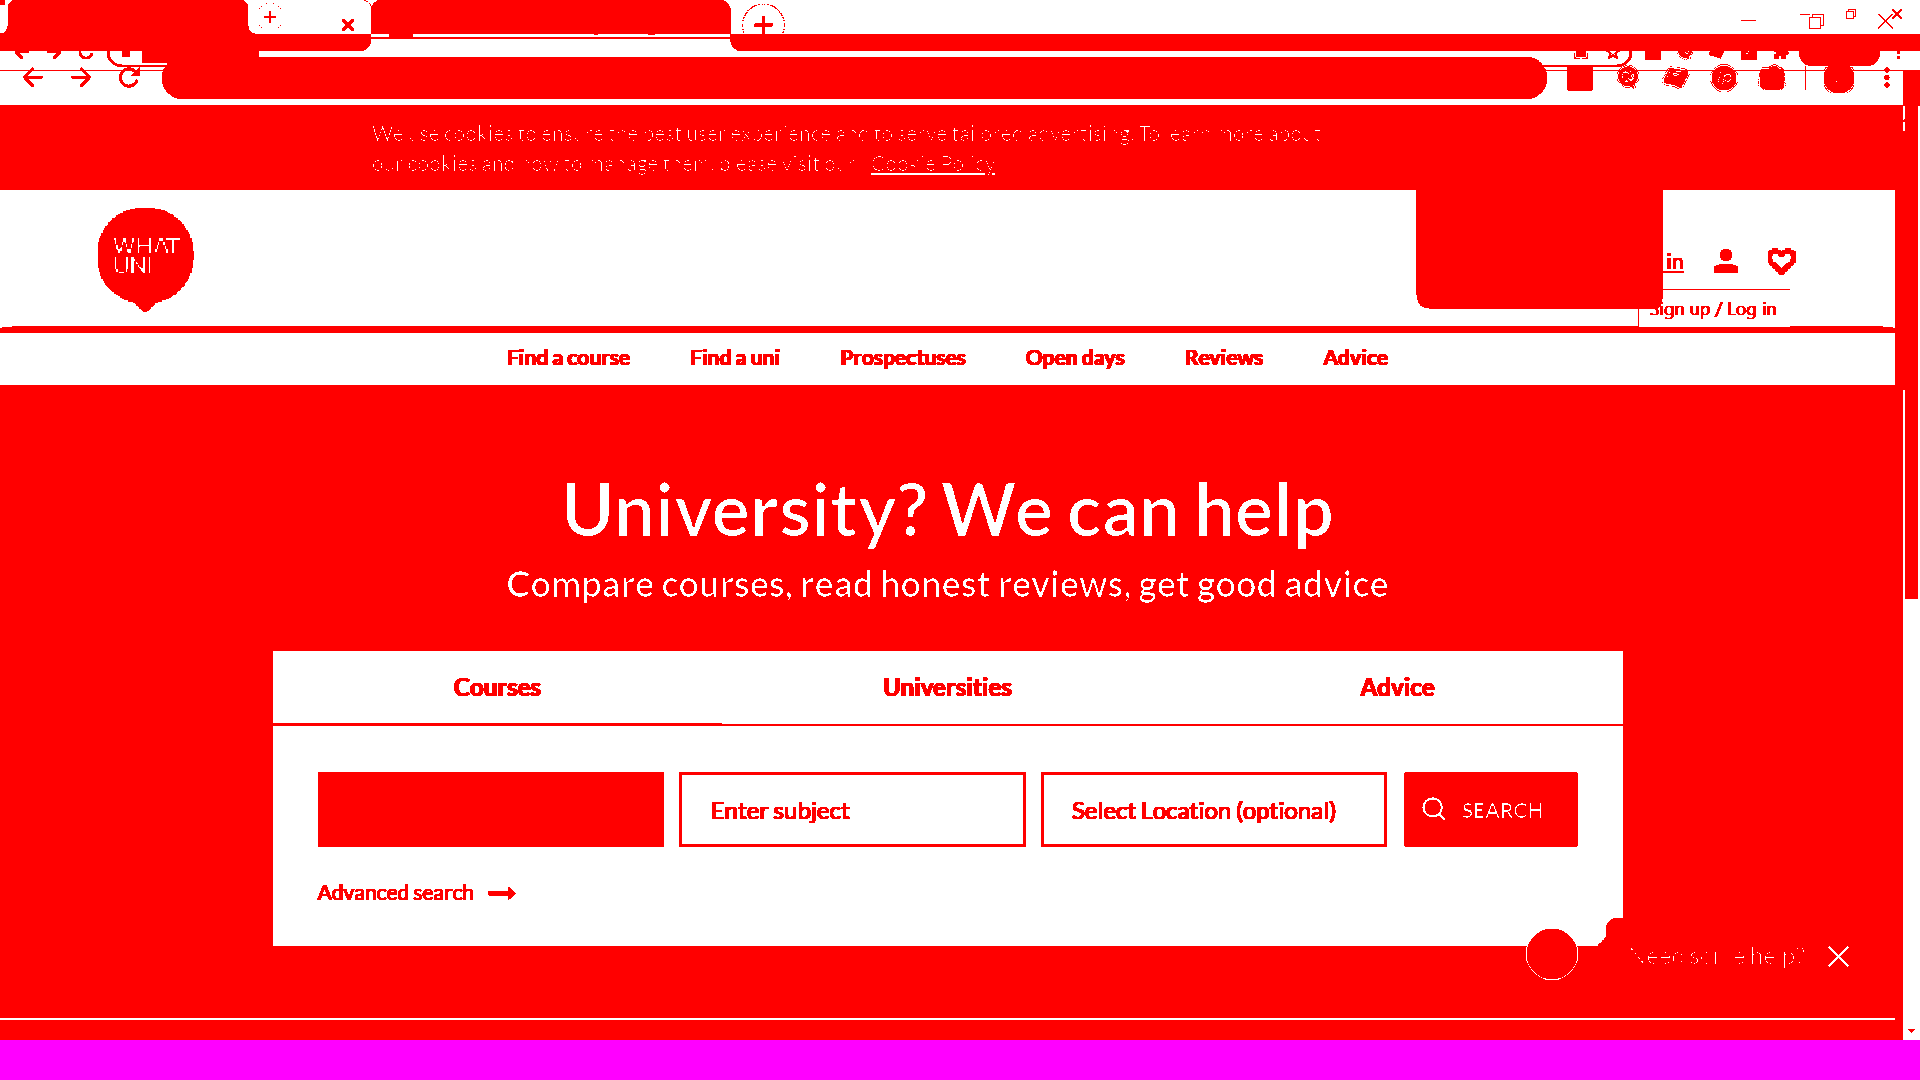 We use cookies to ensure the best user experience and to serve tailored advertising. To learn more about
our cookies and how to manage them please visit our Cookie Policy
WHAT
UNI
in
Sign up / Log in
Find a course
Find a uni
Prospectuses
Open days
Reviews
Advice
University? We can help
Compare courses, read honest reviews, get good advice
Courses
Universities
Advice
Enter subject
Select Location (optional)
SEARCH
Advanced search
Need some help?